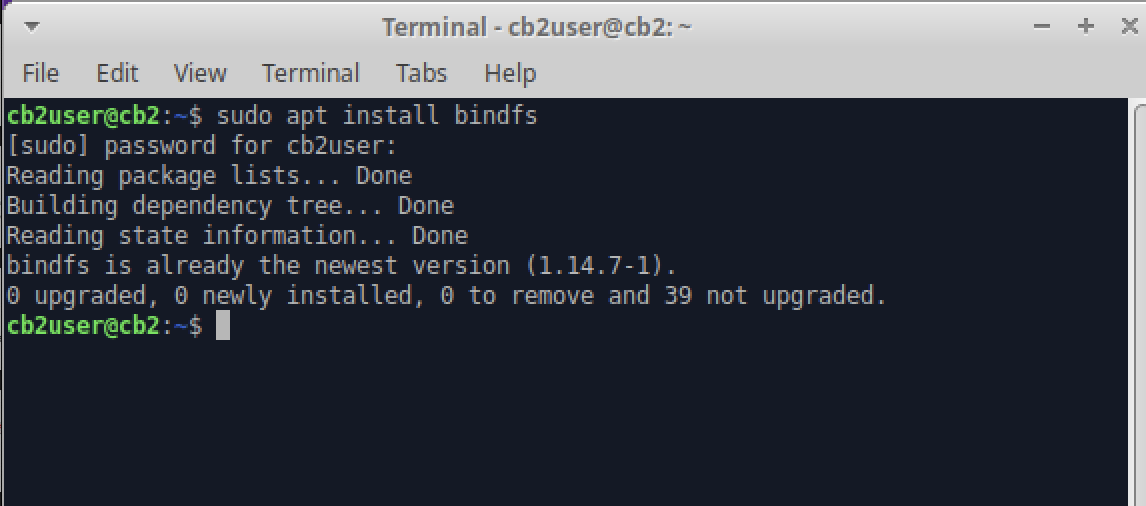 Terminal - cb2user@cb2: ~
File Edit View Terminal Tabs Help
cb2user@cb2:~$ sudo apt install bindfs
[sudo] password for cb2user:
Reading package lists... Done
Building dependency tree... Done
Reading state information... Done
bindfs is already the newest version (1.14.7-1).
0 upgraded, 0 newly installed, 0 to remove and 39 not upgraded.
cb2user@cb2:~$